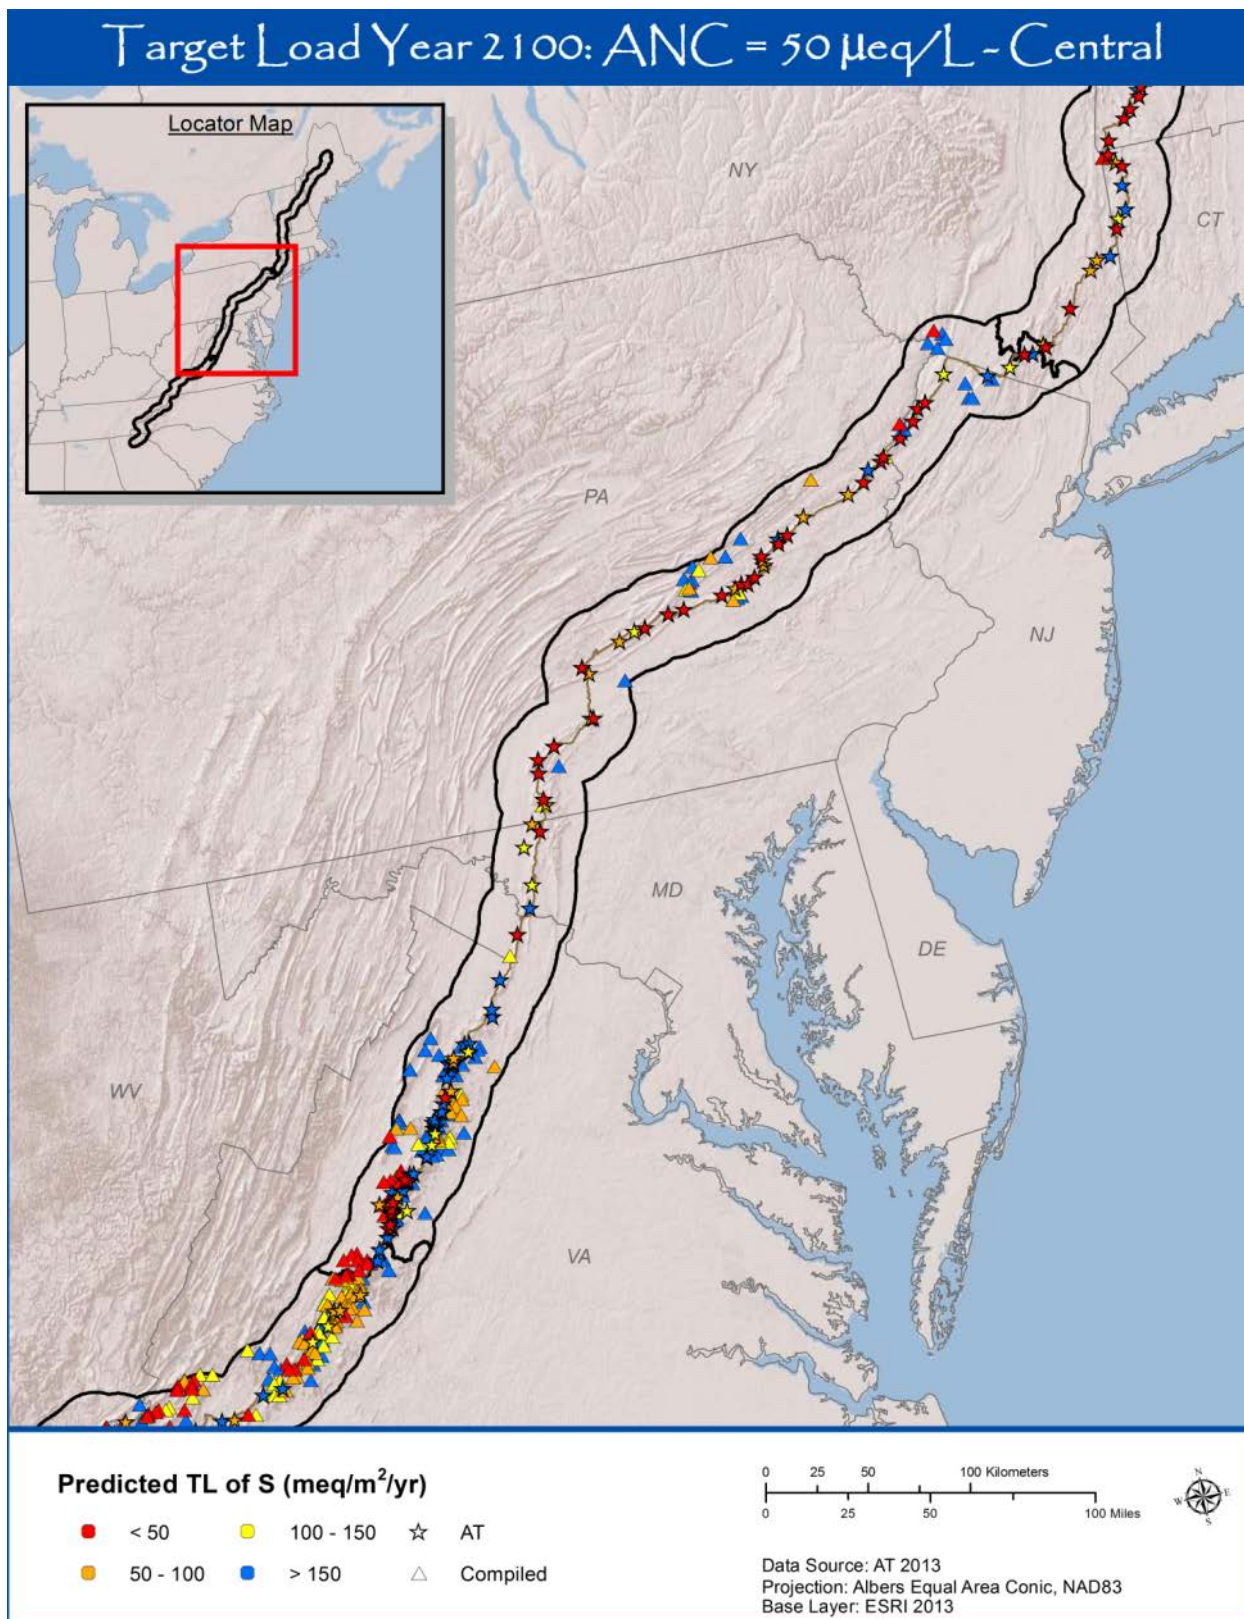 Target Load Year 2100: ANC = 50 µeq/L - Central
Locator Map
NY
CT
PA
NJ
MD
DE
WV
VA
Predicted TL of S (meq/m²/yr)
< 50
100 - 150
AT
50 - 100
> 150
Compiled
0 25 50 100 Kilometers
0 25 50 100 Miles
N
W E
S
Data Source: AT 2013
Projection: Albers Equal Area Conic, NAD83
Base Layer: ESRI 2013